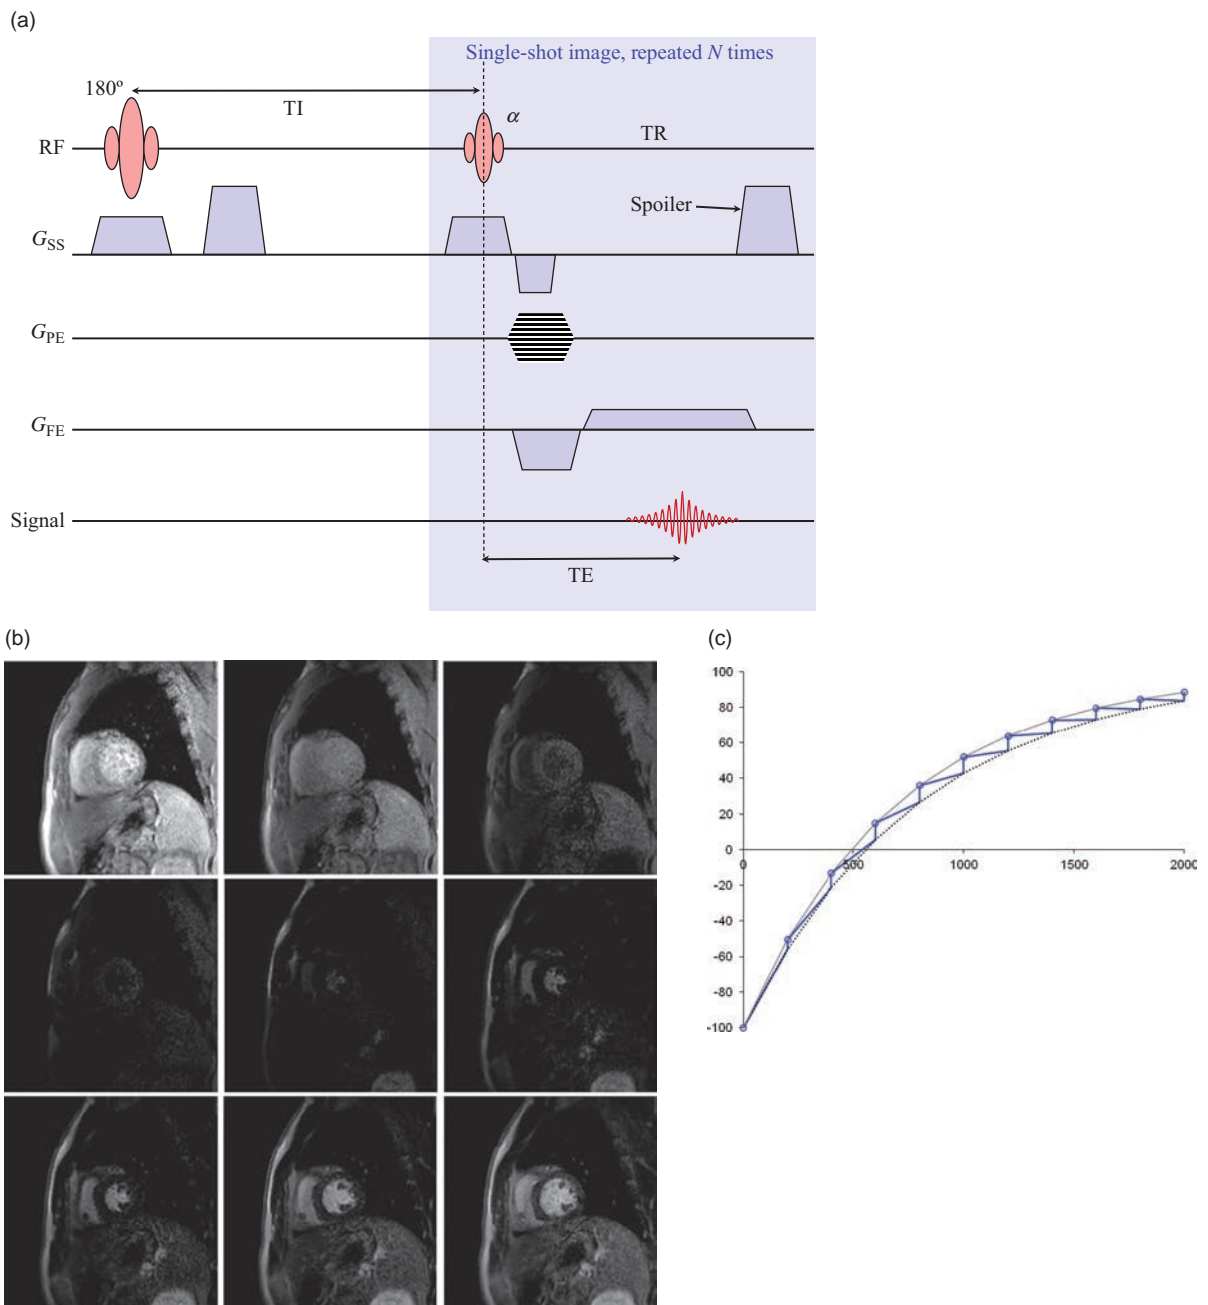 (a)
Single-shot image, repeated N times
180º
TI
α
TR
RF
Spoiler
GSS
GPE
GFE
Signal
TE
(b)
(c)
100
80
60
40
20
0
-20
-40
-60
-80
-100
0
500
1000
1500
2000